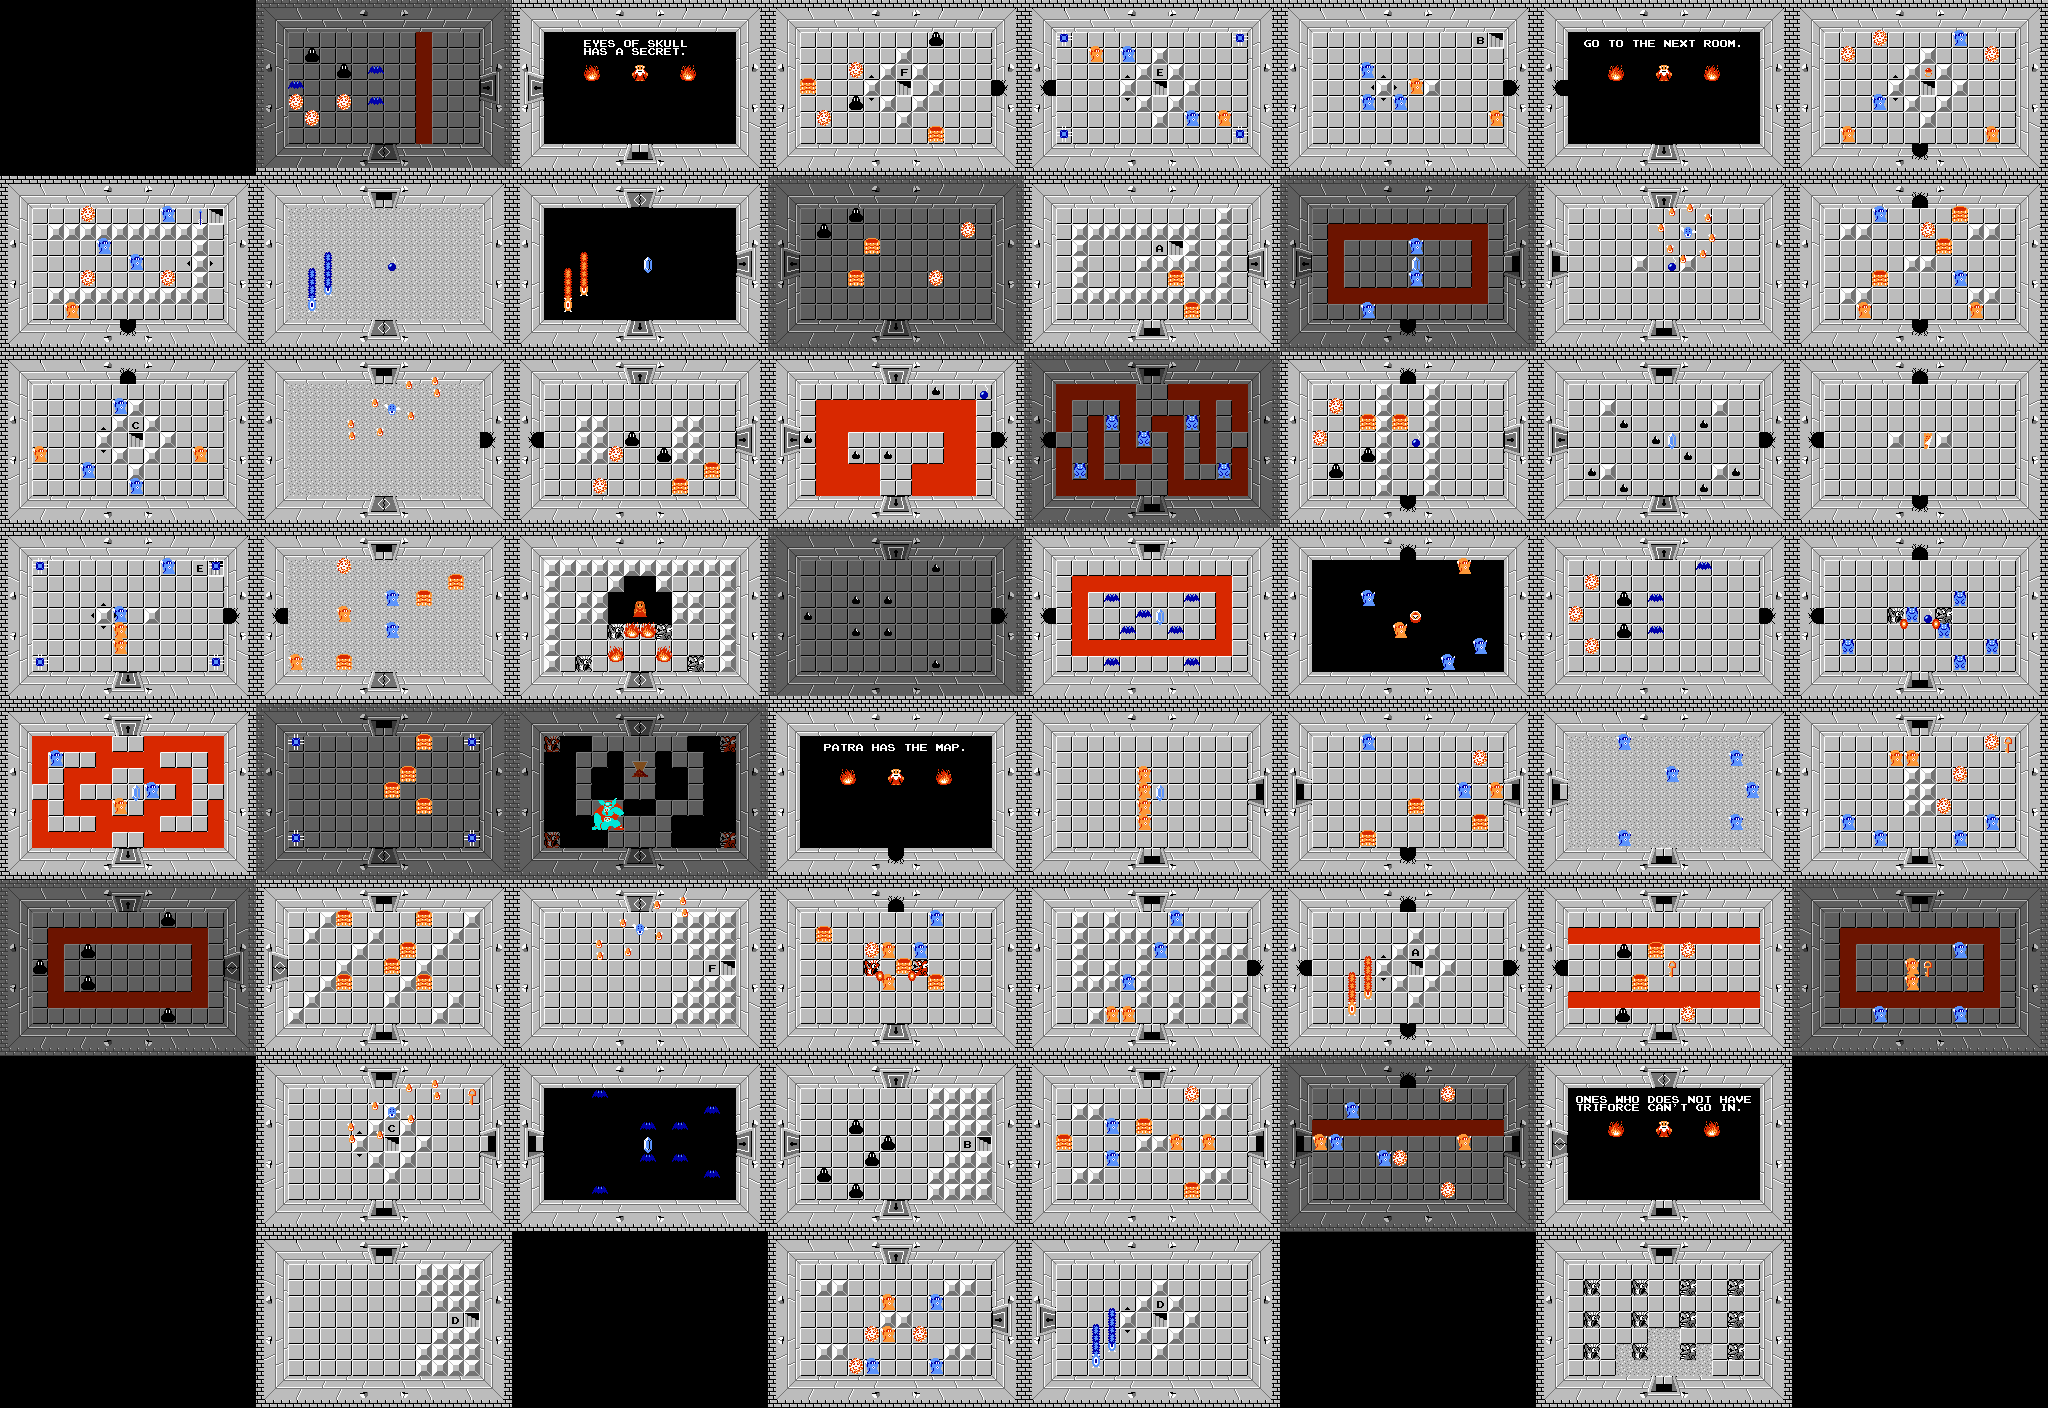 EYES OF SKULL
HAS A SECRET.
F
E
B
GO TO THE NEXT ROOM.
A
C
E
PATRA HAS THE MAP.
F
A
C
B
ONES WHO DOES NOT HAVE
TRIFORCE CAN'T GO IN.
D
D